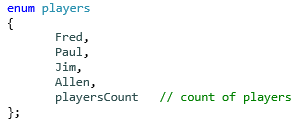 enum players
{
Fred,
Paul,
Jim,
Allen,
playersCount // count of players
};